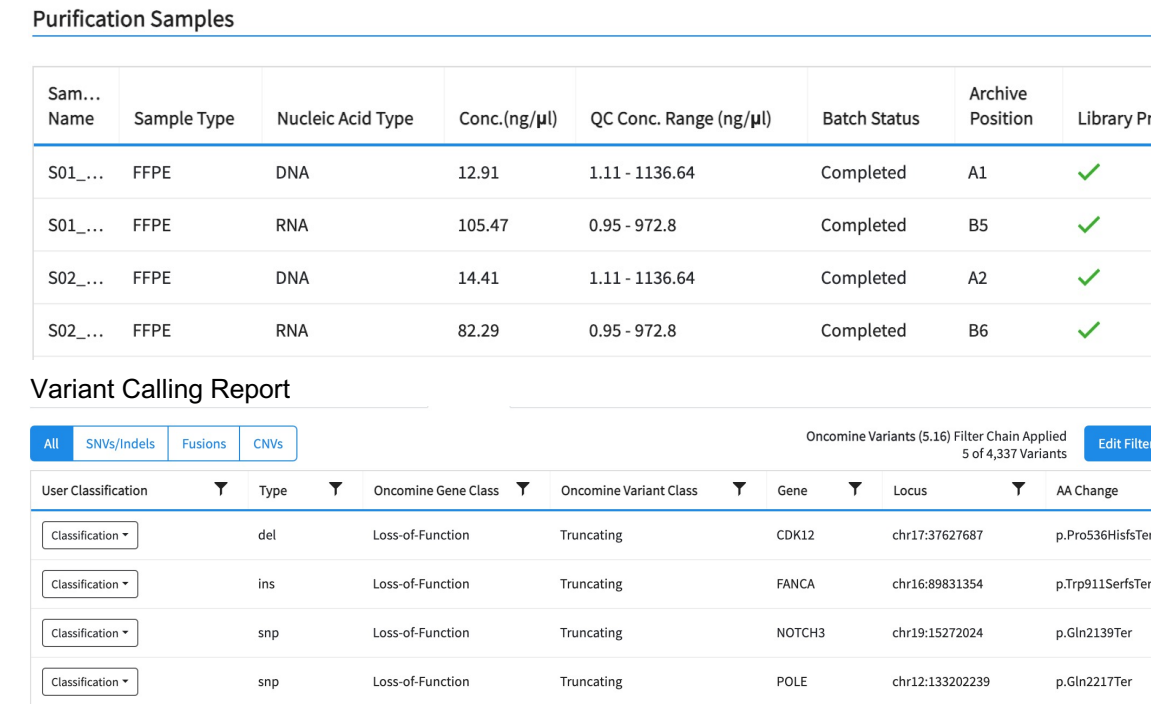 Purification Samples
Sam... Name Sample Type Nucleic Acid Type Conc.(ng/µl) QC Conc. Range (ng/µl) Batch Status Archive Position Library Pr
S01_... FFPE DNA 12.91 1.11 - 1136.64 Completed A1
S01_... FFPE RNA 105.47 0.95 - 972.8 Completed B5
S02_... FFPE DNA 14.41 1.11 - 1136.64 Completed A2
S02_... FFPE RNA 82.29 0.95 - 972.8 Completed B6
Variant Calling Report
All SNVs/Indels Fusions CNVs Oncomine Variants (5.16) Filter Chain Applied
5 of 4,337 Variants Edit Filte
User Classification Type Oncomine Gene Class Oncomine Variant Class Gene Locus AA Change
Classification del Loss-of-Function Truncating CDK12 chr17:37627687 p.Pro536HisfsTer
Classification ins Loss-of-Function Truncating FANCA chr16:89831354 p.Trp911SerfsTer
Classification snp Loss-of-Function Truncating NOTCH3 chr19:15272024 p.Gln2139Ter
Classification snp Loss-of-Function Truncating POLE chr12:133202239 p.Gln2217Ter